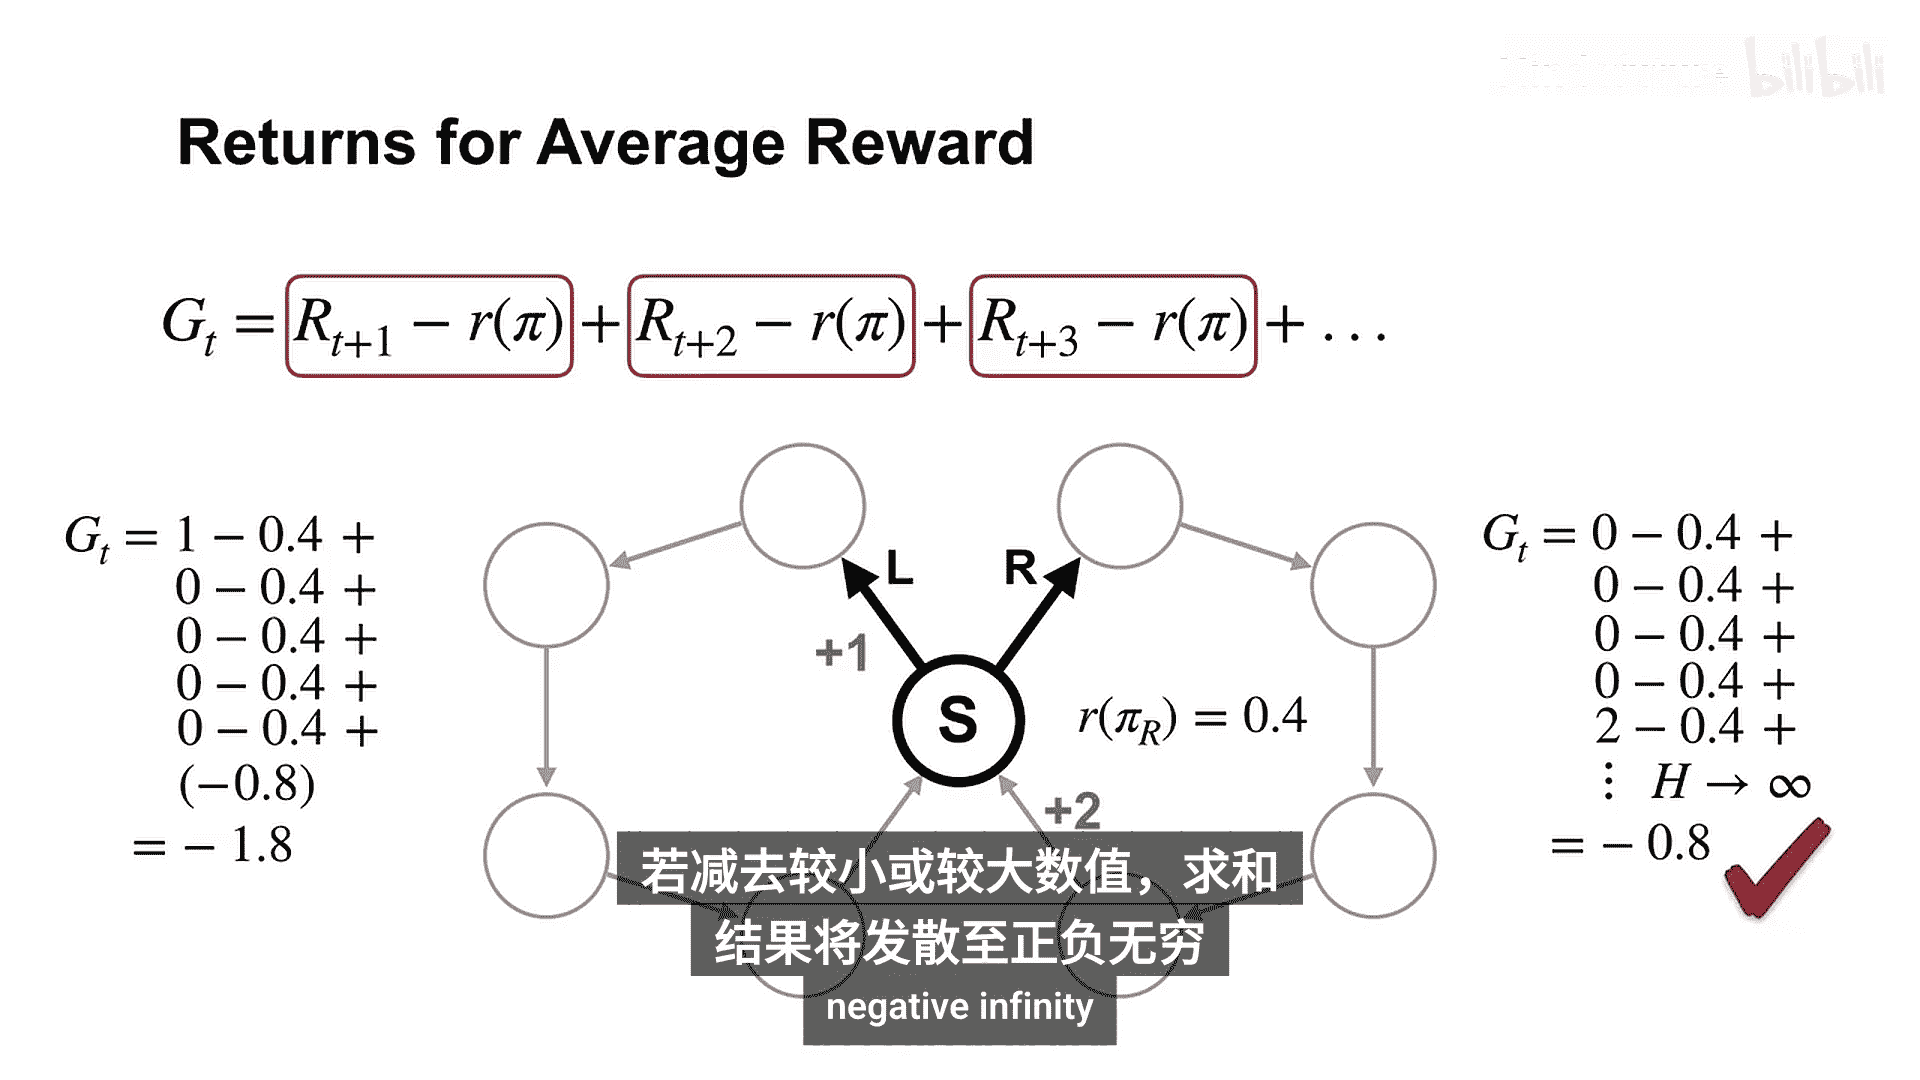 bilibili
Returns for Average Reward
G_t = R_{t+1} − r(π) + R_{t+2} − r(π) + R_{t+3} − r(π) + . . .
G_t = 1 − 0.4 +
0 − 0.4 +
0 − 0.4 +
0 − 0.4 +
0 − 0.4 +
(−0.8)
= − 1.8
L
R
+1
S
r(π_R) = 0.4
+2
G_t = 0 − 0.4 +
0 − 0.4 +
0 − 0.4 +
0 − 0.4 +
2 − 0.4 +
⋮ H → ∞
= − 0.8
若减去较小或较大数值，求和
结果将发散至正负无穷
negative infinity